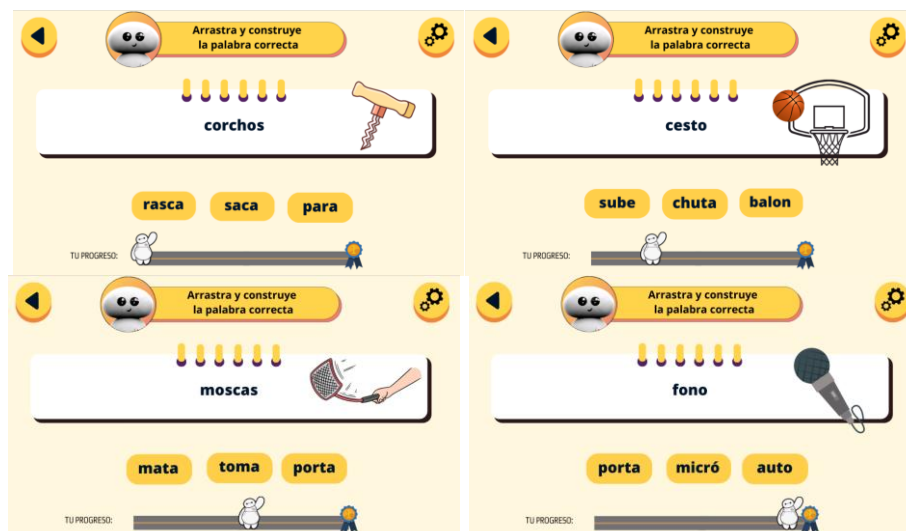 Arrastra y construye
la palabra correcta
corchos
rasca saca para
TU PROGRESO:
Arrastra y construye
la palabra correcta
cesto
sube chuta balon
TU PROGRESO:
Arrastra y construye
la palabra correcta
moscas
mata toma porta
TU PROGRESO:
Arrastra y construye
la palabra correcta
fono
porta micró auto
TU PROGRESO: